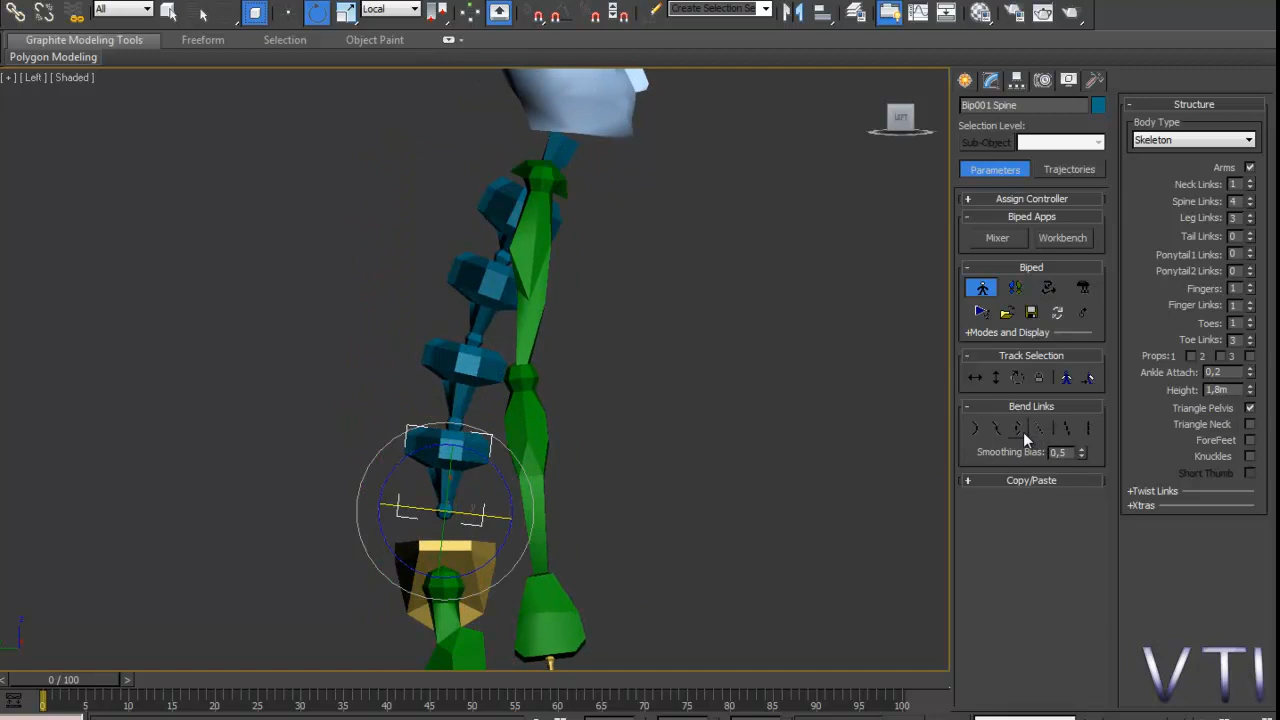 All
Local
Create Selection Se
Graphite Modeling Tools
Freeform
Selection
Object Paint
Polygon Modeling
[+] [Left] [Shaded]
LEFT
Bip001 Spine
Selection Level:
Sub-Object
Parameters
Trajectories
+ Assign Controller
- Biped Apps
Mixer
Workbench
- Biped
+Modes and Display
- Track Selection
- Bend Links
Smoothing Bias: 0,5
+ Copy/Paste
- Structure
Body Type
Skeleton
Arms
Neck Links: 1
Spine Links: 4
Leg Links: 3
Tail Links: 0
Ponytail1 Links: 0
Ponytail2 Links: 0
Fingers: 1
Finger Links: 1
Toes: 1
Toe Links: 3
Props: 1 2 3
Ankle Attach: 0,2
Height: 1,8m
Triangle Pelvis
Triangle Neck
ForeFeet
Knuckles
Short Thumb
+Twist Links
+Xtras
VTI
< 0 / 100 >
0 5 10 15 20 25 30 35 40 45 50 55 60 65 70 75 80 85 90 95 100